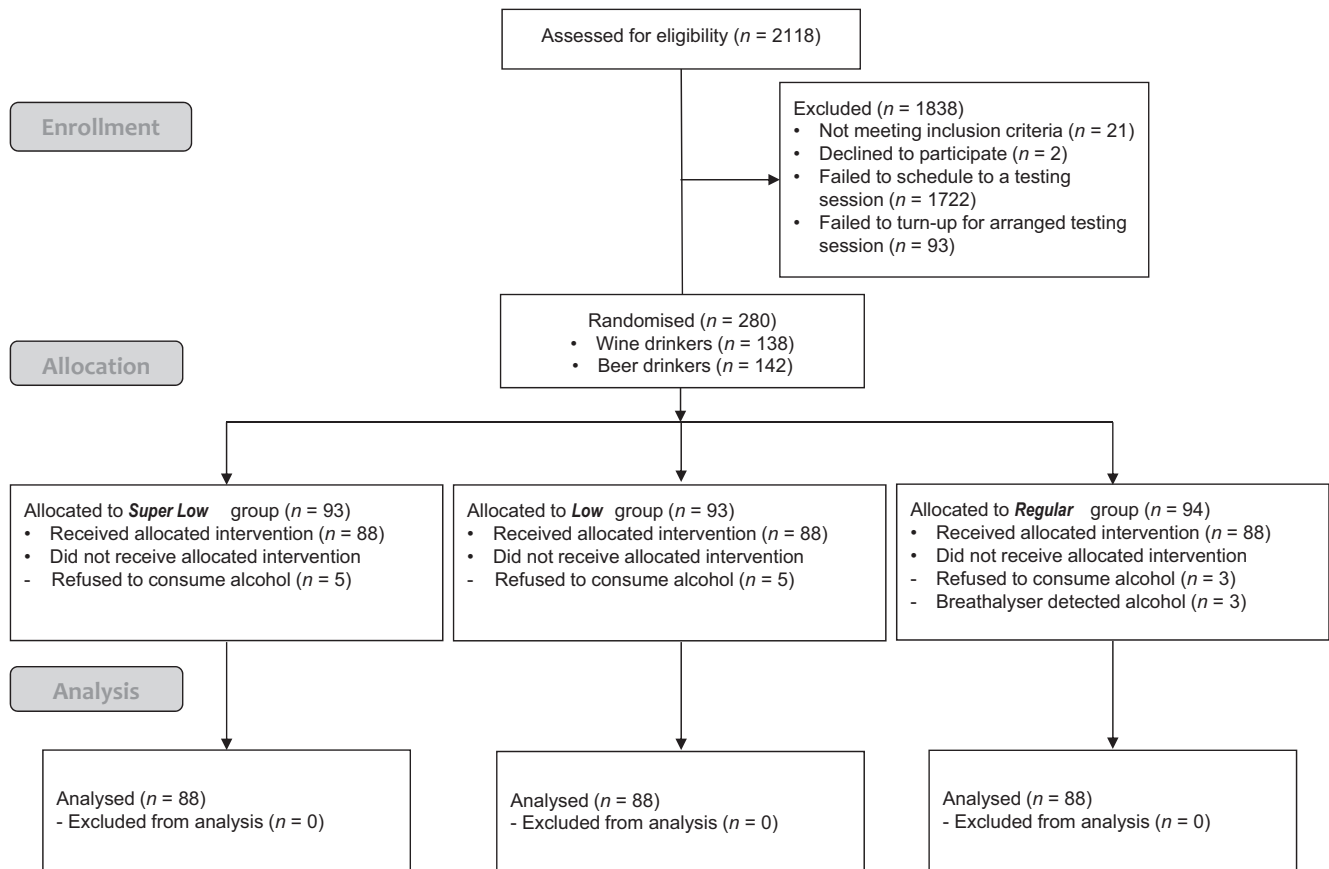 Assessed for eligibility (n = 2118)
Enrollment
Excluded (n = 1838)
• Not meeting inclusion criteria (n = 21)
• Declined to participate (n = 2)
• Failed to schedule to a testing
session (n = 1722)
• Failed to turn-up for arranged testing
session (n = 93)
Randomised (n = 280)
• Wine drinkers (n = 138)
• Beer drinkers (n = 142)
Allocation
Allocated to Super Low group (n = 93)
• Received allocated intervention (n = 88)
• Did not receive allocated intervention
- Refused to consume alcohol (n = 5)
Allocated to Low group (n = 93)
• Received allocated intervention (n = 88)
• Did not receive allocated intervention
- Refused to consume alcohol (n = 5)
Allocated to Regular group (n = 94)
• Received allocated intervention (n = 88)
• Did not receive allocated intervention
- Refused to consume alcohol (n = 3)
- Breathalyser detected alcohol (n = 3)
Analysis
Analysed (n = 88)
- Excluded from analysis (n = 0)
Analysed (n = 88)
- Excluded from analysis (n = 0)
Analysed (n = 88)
- Excluded from analysis (n = 0)